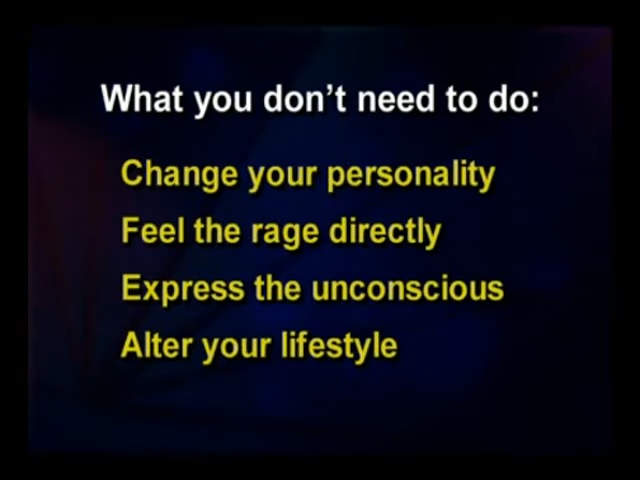 What you don't need to do:
Change your personality
Feel the rage directly
Express the unconscious
Alter your lifestyle